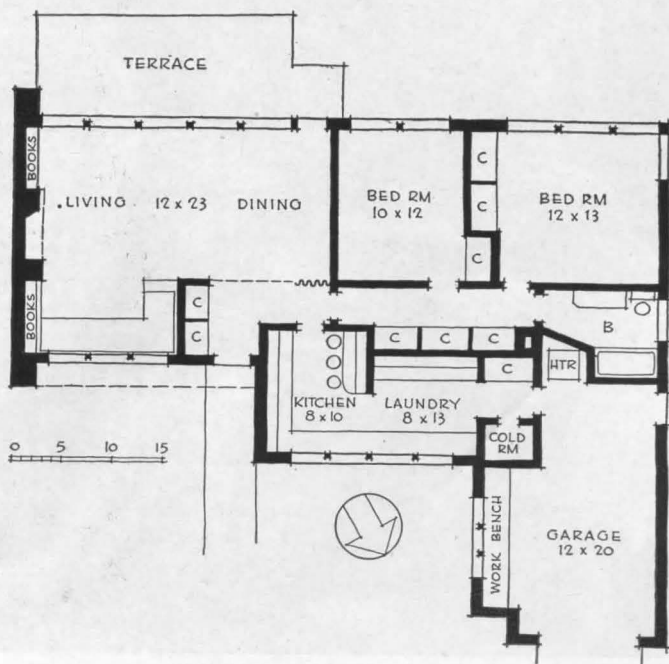 TERRACE
BOOKS
LIVING 12 x 23 DINING
BED RM
10 x 12
C
C
C
BED RM
12 x 13
BOOKS
C
C
C C C
C
B
HTR
KITCHEN
8 x 10
LAUNDRY
8 x 13
COLD
RM
0 5 10 15
WORK BENCH
GARAGE
12 x 20